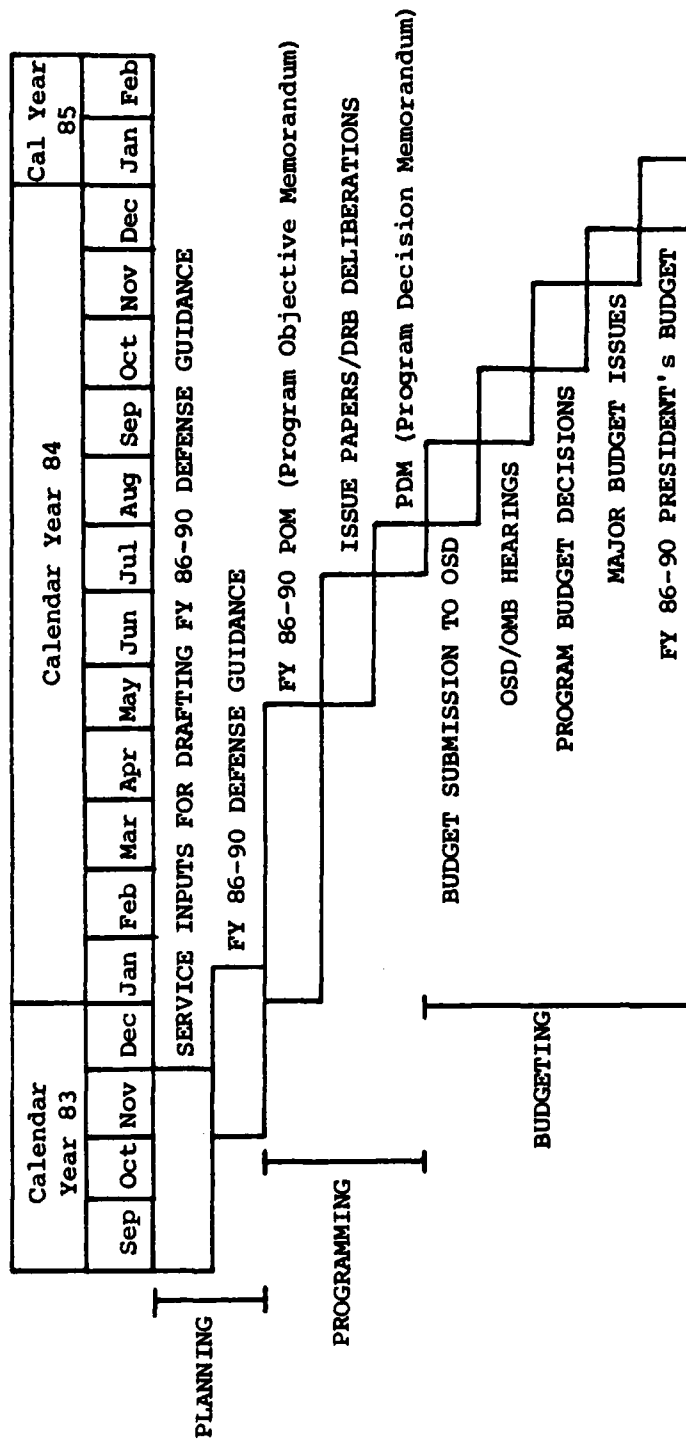 Calendar Year 83
Calendar Year 84
Cal Year 85
Sep Oct Nov Dec Jan Feb Mar Apr May Jun Jul Aug Sep Oct Nov Dec Jan Feb
PLANNING
SERVICE INPUTS FOR DRAFTING FY 86-90 DEFENSE GUIDANCE
FY 86-90 DEFENSE GUIDANCE
PROGRAMMING
FY 86-90 POM (Program Objective Memorandum)
ISSUE PAPERS/DRB DELIBERATIONS
PDM (Program Decision Memorandum)
BUDGETING
BUDGET SUBMISSION TO OSD
OSD/OMB HEARINGS
PROGRAM BUDGET DECISIONS
MAJOR BUDGET ISSUES
FY 86-90 PRESIDENT's BUDGET